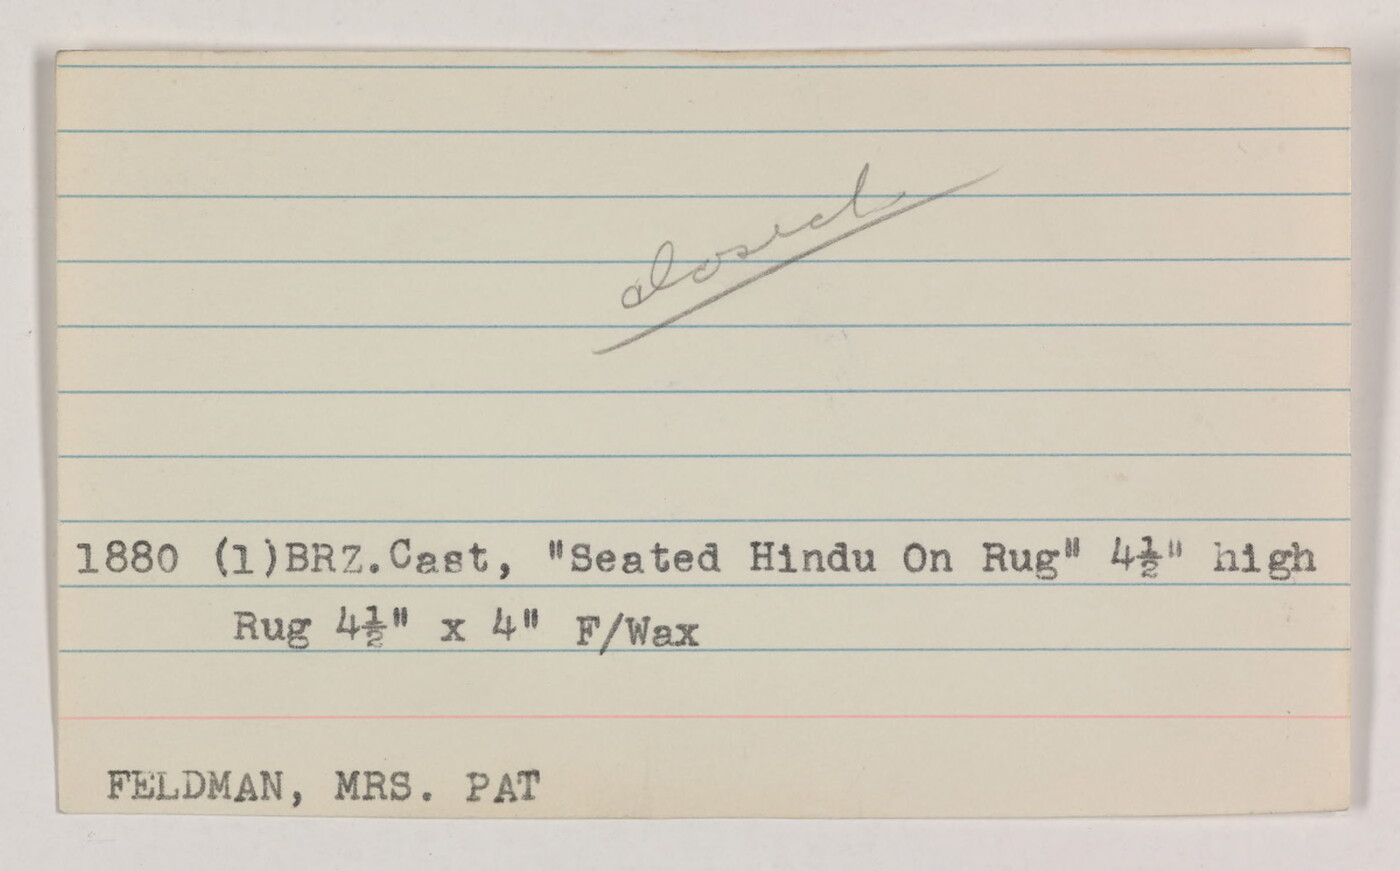 closed
1880 (1)BRZ.Cast, "Seated Hindu On Rug" 4½" high
Rug 4½" x 4" F/Wax
FELDMAN, MRS. PAT